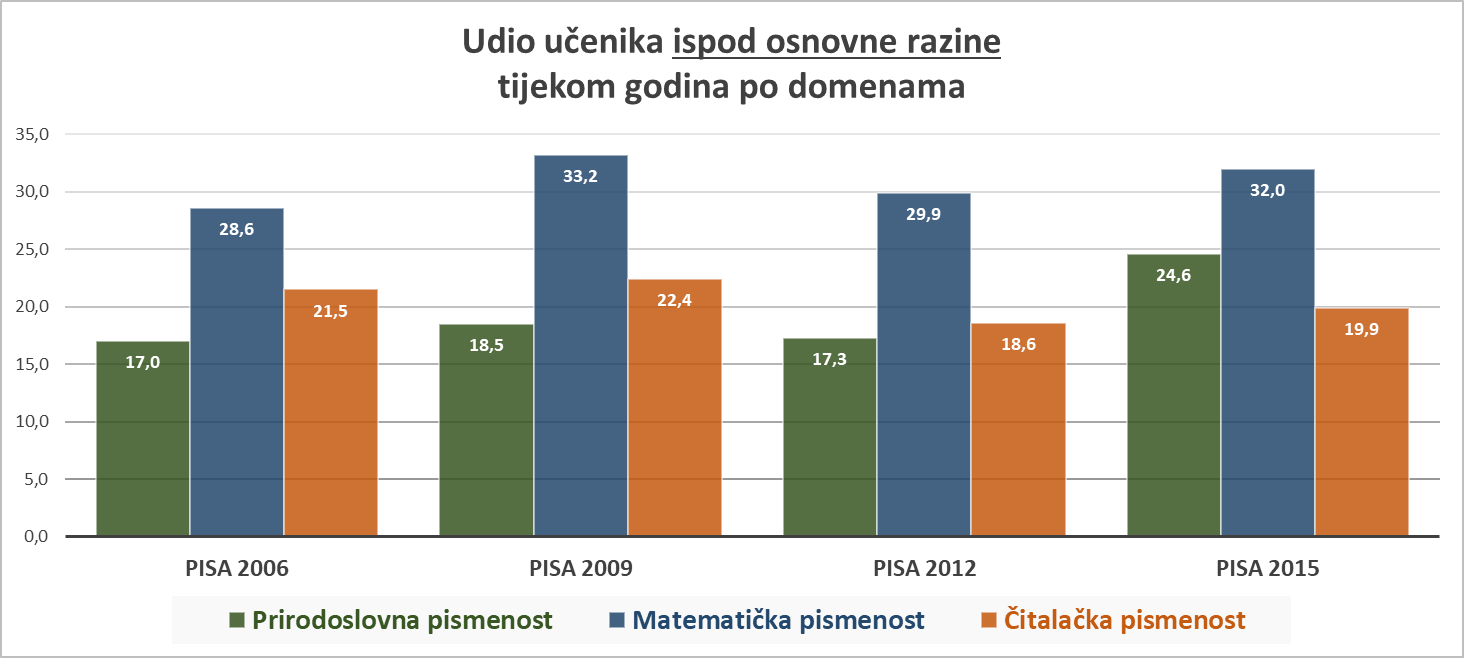 Udio učenika ispod osnovne razine
tijekom godina po domenama
35,0
30,0
25,0
20,0
15,0
10,0
5,0
0,0
17,0
28,6
21,5
18,5
33,2
22,4
17,3
29,9
18,6
24,6
32,0
19,9
PISA 2006
PISA 2009
PISA 2012
PISA 2015
Prirodoslovna pismenost
Matematička pismenost
Čitalačka pismenost